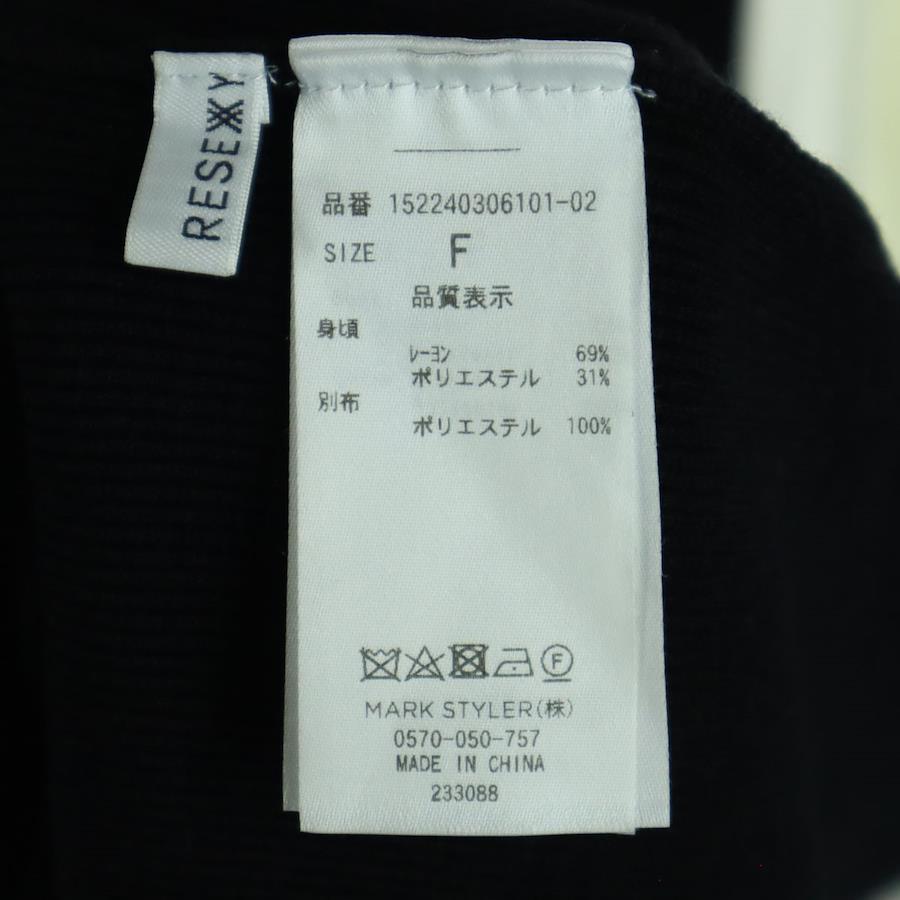 RESEXXY
品番 152240306101-02
SIZE F
品質表示
身頃
ﾚｰﾖﾝ 69%
ポリエステル 31%
別布
ポリエステル 100%
F
MARK STYLER(株)
0570-050-757
MADE IN CHINA
233088